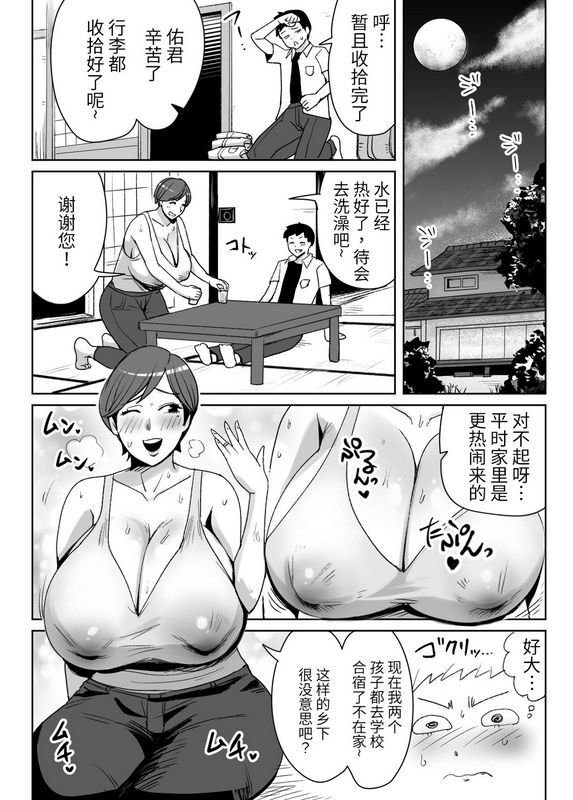 ジー…
ジー…
呼…
暂且收拾完了
佑君
辛苦了
行李都
收拾好了呢~
水已经
热好了，待会
去洗澡吧~
コトッ
谢谢您！
对不起呀…
平时家里是
更热闹来的
ぷるんっ
たぷんっ
ムン、
ムン、
好大…
ゴクリッ…
现在我两个
孩子都去学校
合宿了不在家~
这样的乡下
很没意思吧？
ムチ
ムチ